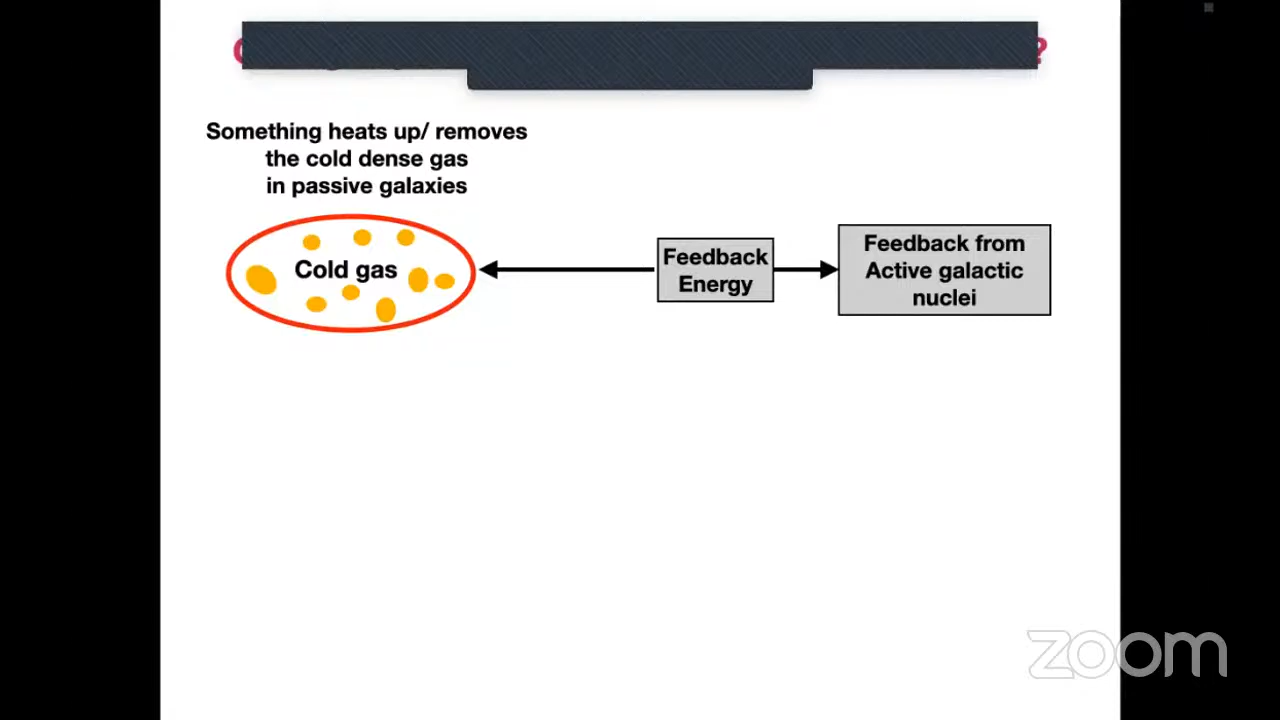 Something heats up/ removes
the cold dense gas
in passive galaxies
Cold gas
Feedback
Energy
Feedback from
Active galactic
nuclei
zoom